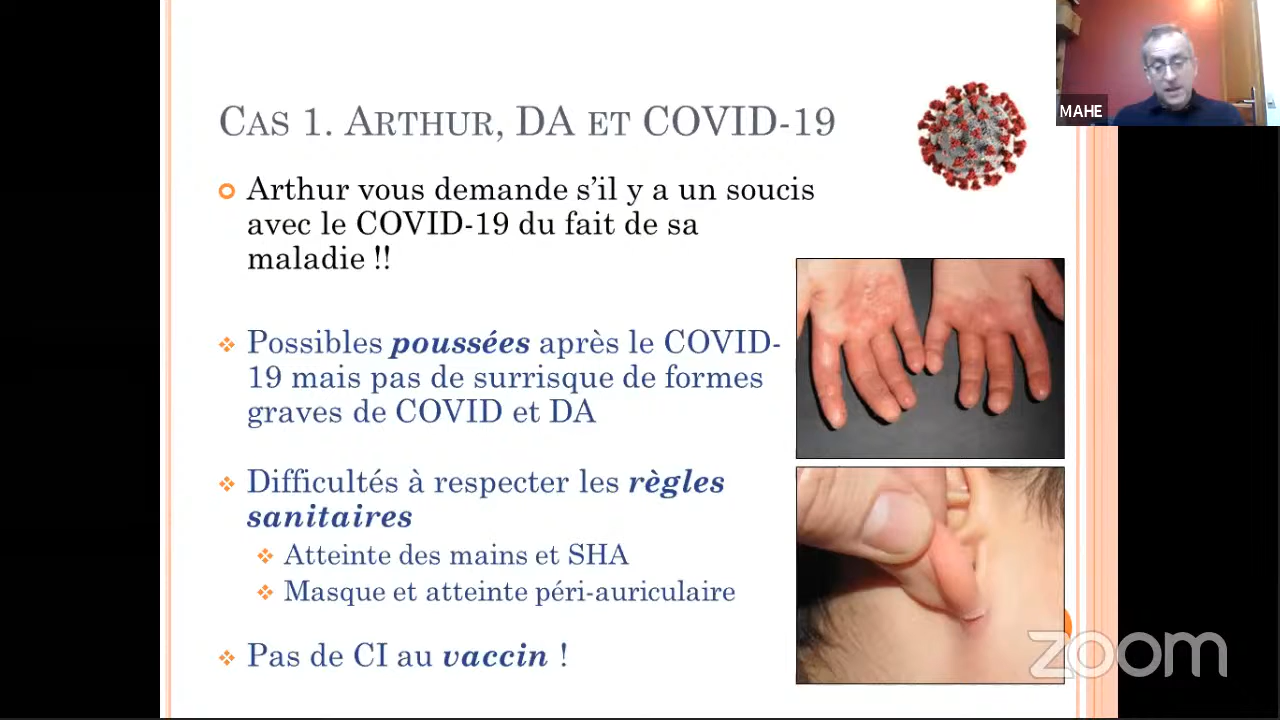 CAS 1. ARTHUR, DA ET COVID-19
MAHE
Arthur vous demande s’il y a un soucis
avec le COVID-19 du fait de sa
maladie !!
Possibles poussées après le COVID-
19 mais pas de surrisque de formes
graves de COVID et DA
Difficultés à respecter les règles
sanitaires
Atteinte des mains et SHA
Masque et atteinte péri-auriculaire
Pas de CI au vaccin !
zoom